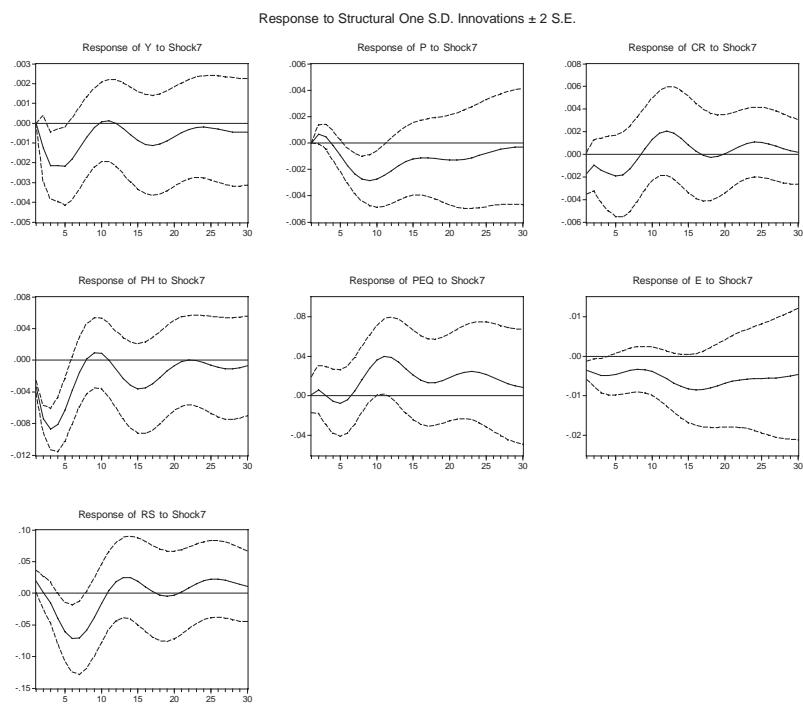 Response to Structural One S.D. Innovations ± 2 S.E.
Response of Y to Shock7
.003
.002
.001
.000
-.001
-.002
-.003
-.004
-.005
5 10 15 20 25 30
Response of P to Shock7
.006
.004
.002
.000
-.002
-.004
-.006
5 10 15 20 25 30
Response of CR to Shock7
.008
.006
.004
.002
.000
-.002
-.004
-.006
5 10 15 20 25 30
Response of PH to Shock7
.008
.004
.000
-.004
-.008
-.012
5 10 15 20 25 30
Response of PEQ to Shock7
.08
.04
.00
-.04
5 10 15 20 25 30
Response of E to Shock7
.01
.00
-.01
-.02
5 10 15 20 25 30
Response of RS to Shock7
.10
.05
.00
-.05
-.10
-.15
5 10 15 20 25 30